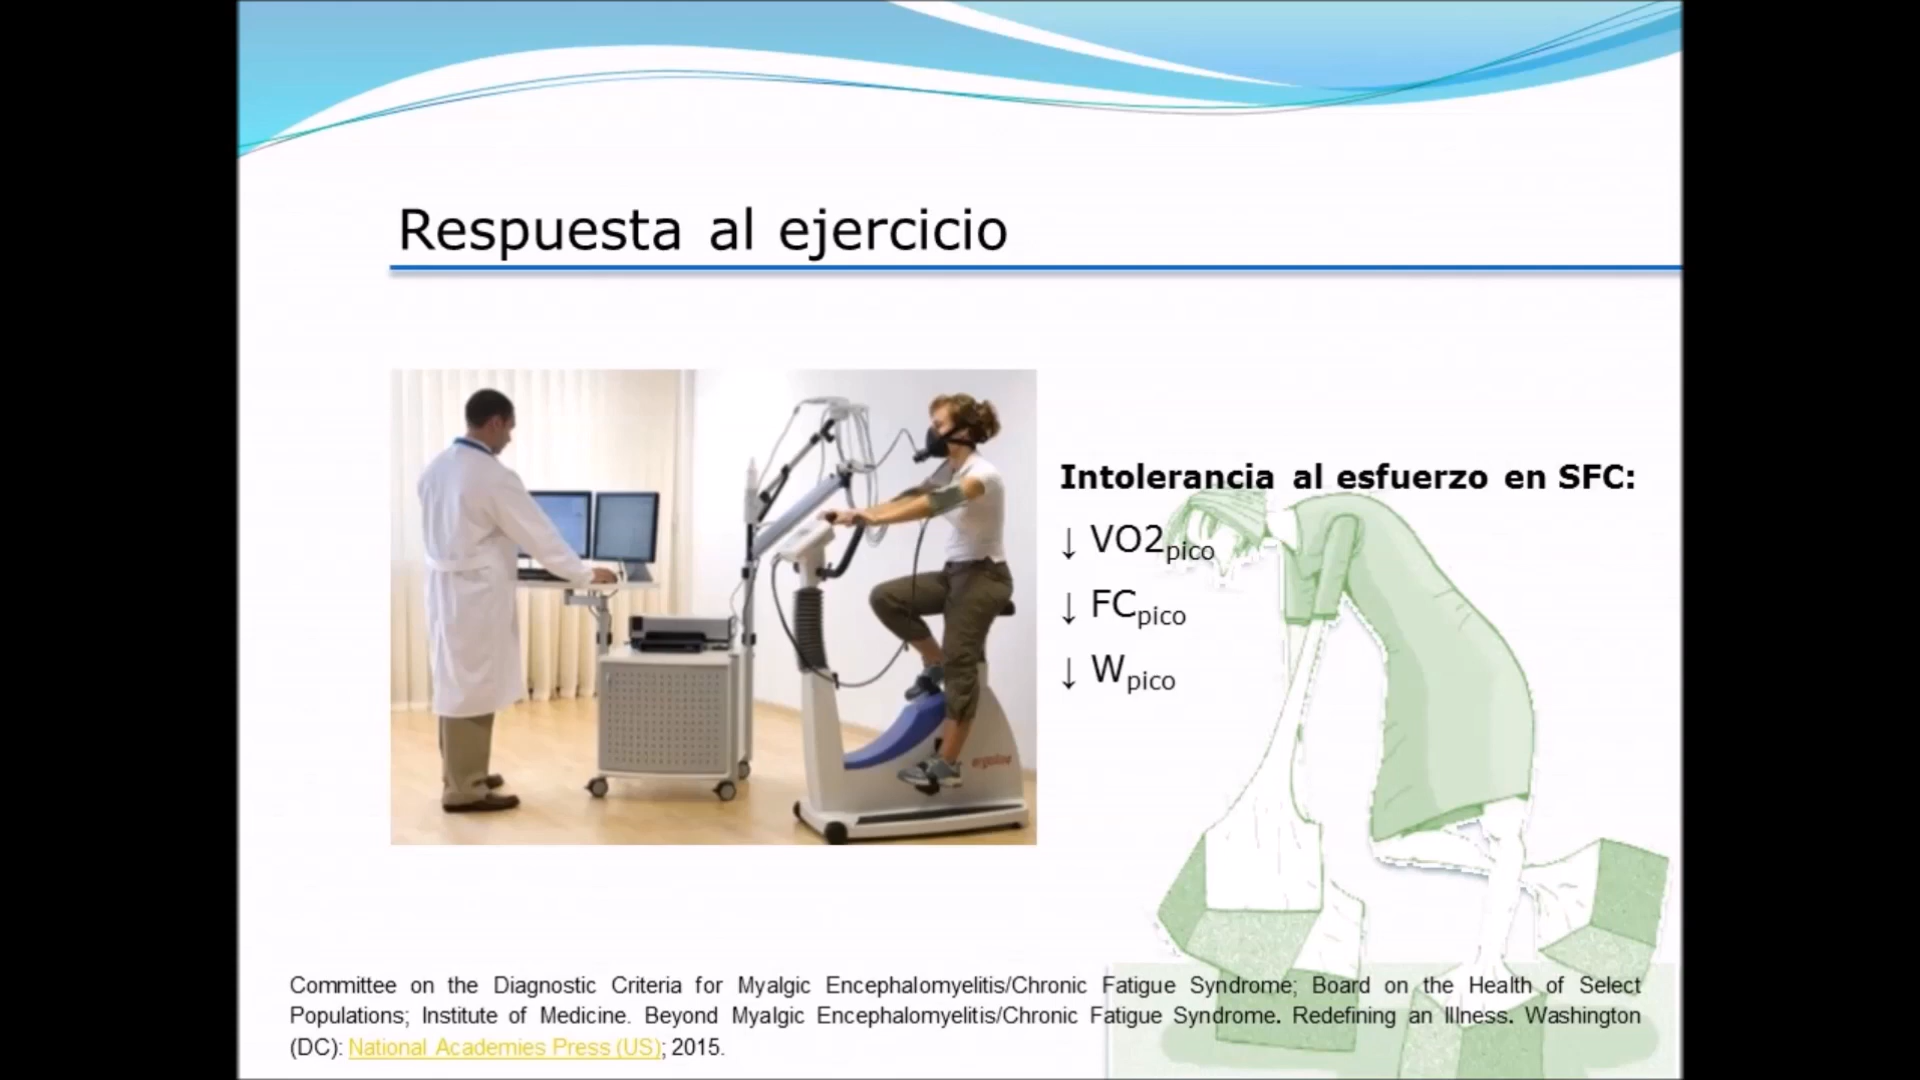 Respuesta al ejercicio
Intolerancia al esfuerzo en SFC:
↓ VO2pico
↓ FCpico
↓ Wpico
ergoline
Committee on the Diagnostic Criteria for Myalgic Encephalomyelitis/Chronic Fatigue Syndrome; Board on the Health of Select
Populations; Institute of Medicine. Beyond Myalgic Encephalomyelitis/Chronic Fatigue Syndrome. Redefining an Illness. Washington
(DC): National Academies Press (US); 2015.